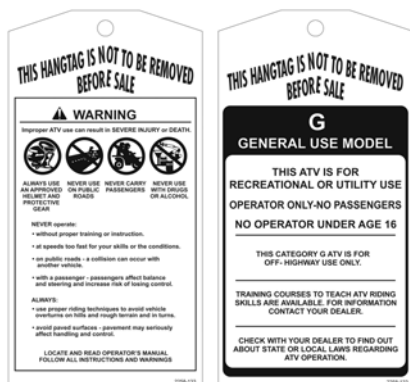 THIS HANGTAG IS NOT TO BE REMOVED
BEFORE SALE
WARNING
Improper ATV use can result in SEVERE INJURY or DEATH.
ALWAYS USE
AN APPROVED
HELMET AND
PROTECTIVE
GEAR
NEVER USE
ON PUBLIC
ROADS
NEVER CARRY
PASSENGERS
NEVER USE
WITH DRUGS
OR ALCOHOL
NEVER operate:
• without proper training or instruction.
• at speeds too fast for your skills or the conditions.
• on public roads - a collision can occur with
another vehicle.
• with a passenger - passengers affect balance
and steering and increase risk of losing control.
ALWAYS:
• use proper riding techniques to avoid vehicle
overturns on hills and rough terrain and in turns.
• avoid paved surfaces - pavement may seriously
affect handling and control.
LOCATE AND READ OPERATOR'S MANUAL
FOLLOW ALL INSTRUCTIONS AND WARNINGS
THIS HANGTAG IS NOT TO BE REMOVED
BEFORE SALE
G
GENERAL USE MODEL
THIS ATV IS FOR
RECREATIONAL OR UTILITY USE
OPERATOR ONLY-NO PASSENGERS
NO OPERATOR UNDER AGE 16
THIS CATEGORY G ATV IS FOR
OFF- HIGHWAY USE ONLY.
TRAINING COURSES TO TEACH ATV RIDING
SKILLS ARE AVAILABLE. FOR INFORMATION
CONTACT YOUR DEALER.
CHECK WITH YOUR DEALER TO FIND OUT
ABOUT STATE OR LOCAL LAWS REGARDING
ATV OPERATION.